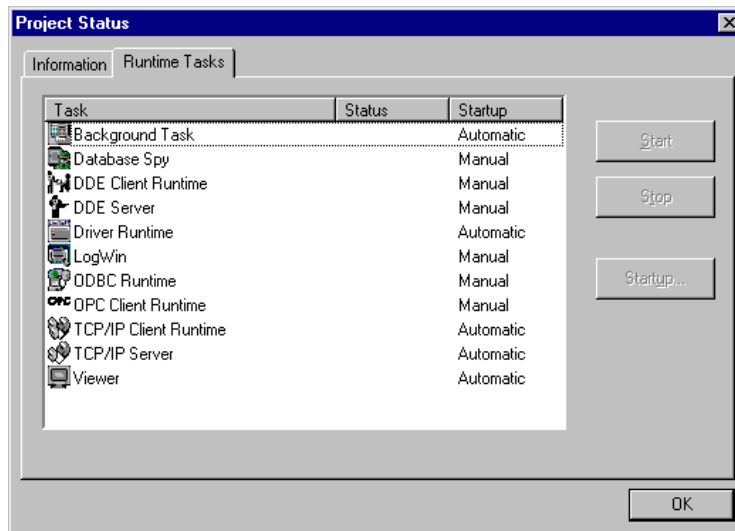 Project Status
Information Runtime Tasks
Task Status Startup
Background Task Automatic
Database Spy Manual
DDE Client Runtime Manual
DDE Server Manual
Driver Runtime Automatic
LogWin Manual
ODBC Runtime Manual
OPC OPC Client Runtime Manual
TCP/IP Client Runtime Automatic
TCP/IP Server Automatic
Viewer Automatic
Start
Stop
Startup...
OK